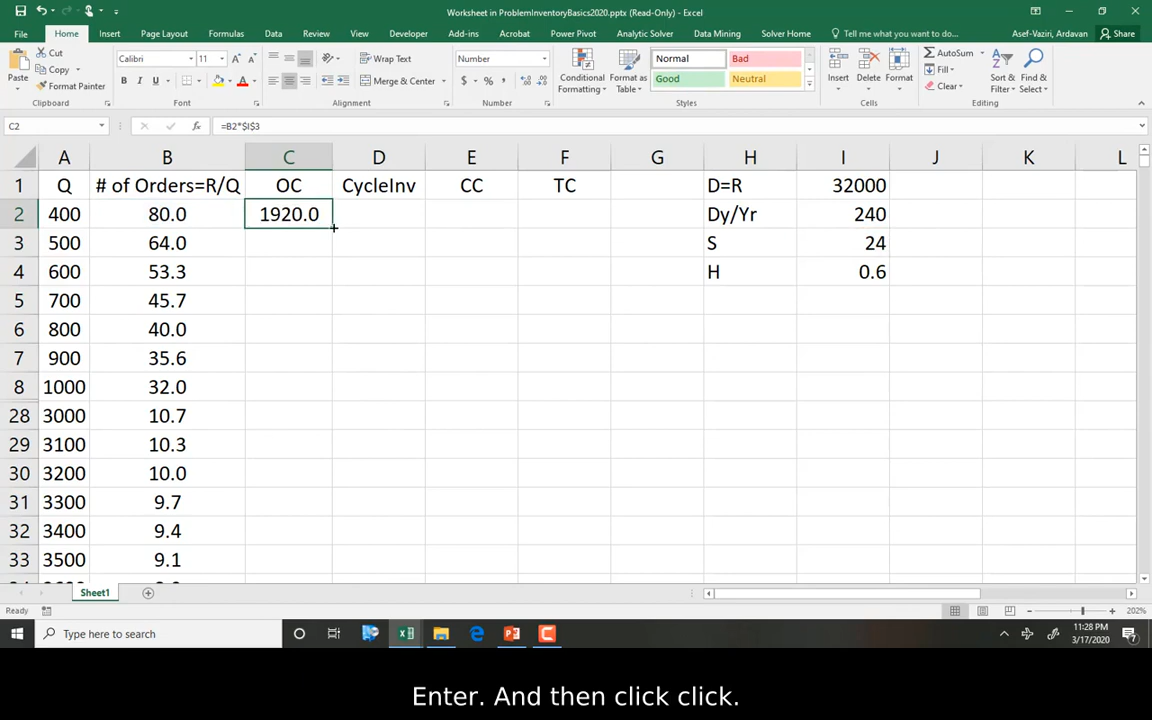 Worksheet in ProblemInventoryBasics2020.pptx (Read-Only) - Excel
File Home Insert Page Layout Formulas Data Review View Developer Add-ins Acrobat Power Pivot Analytic Solver Data Mining Solver Home Tell me what you want to do... Asef-Vaziri, Ardavan Share
Paste Cut Copy Format Painter Calibri 11 B I U Wrap Text Merge & Center Number $ % , Conditional Formatting Format as Table Normal Bad Good Neutral Insert Delete Format AutoSum Fill Clear Sort & Filter Find & Select
Clipboard Font Alignment Number Styles Cells Editing
C2 fx =B2*$I$3
A B C D E F G H I J K L
1 Q # of Orders=R/Q OC CycleInv CC TC D=R 32000
2 400 80.0 1920.0 Dy/Yr 240
3 500 64.0 S 24
4 600 53.3 H 0.6
5 700 45.7
6 800 40.0
7 900 35.6
8 1000 32.0
28 3000 10.7
29 3100 10.3
30 3200 10.0
31 3300 9.7
32 3400 9.4
33 3500 9.1
Sheet1
Ready 202%
Type here to search 11:28 PM
3/17/2020
Enter. And then click click.